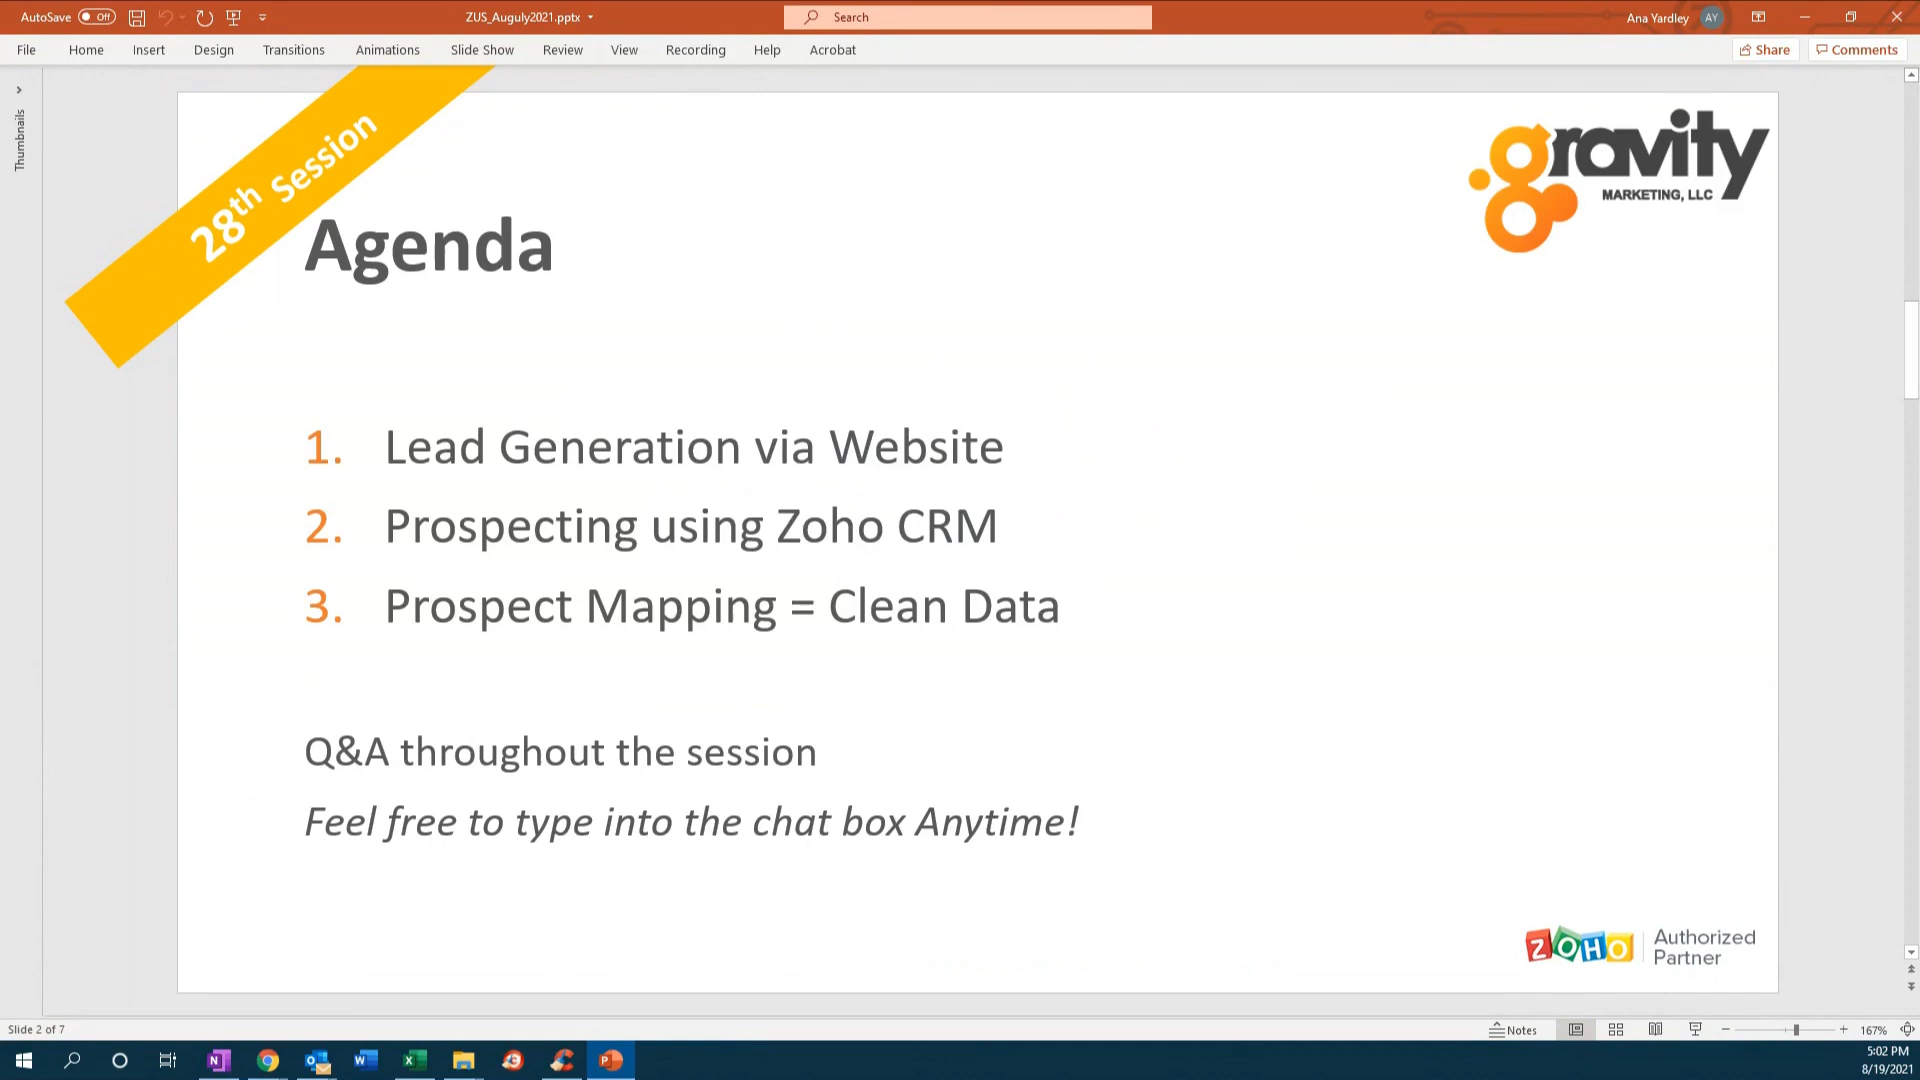 AutoSave Off ZUS_Auguly2021.pptx Search Ana Yardley AY
File Home Insert Design Transitions Animations Slide Show Review View Recording Help Acrobat Share Comments
Thumbnails
28th Session
gravity
MARKETING, LLC
Agenda
1. Lead Generation via Website
2. Prospecting using Zoho CRM
3. Prospect Mapping = Clean Data
Q&A throughout the session
Feel free to type into the chat box Anytime!
ZOHO Authorized
Partner
Slide 2 of 7 Notes 167%
5:02 PM
8/19/2021